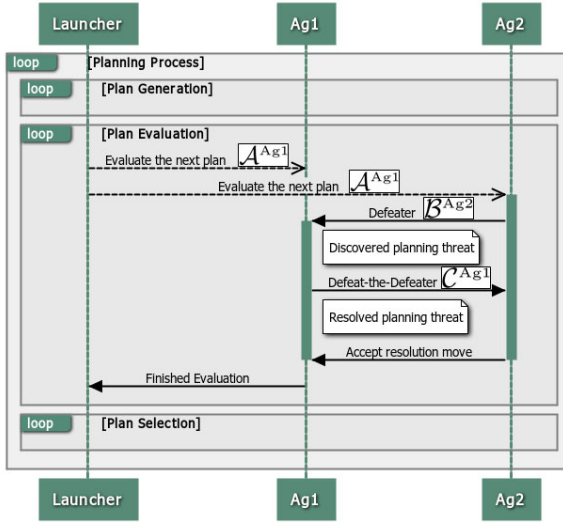 Launcher Ag1 Ag2
loop [Planning Process]
loop [Plan Generation]
loop [Plan Evaluation]
Evaluate the next plan 𝒜^Ag1
Evaluate the next plan 𝒜^Ag1
Defeater ℬ^Ag2
Discovered planning threat
Defeat-the-Defeater 𝒞^Ag1
Resolved planning threat
Accept resolution move
Finished Evaluation
loop [Plan Selection]
Launcher Ag1 Ag2